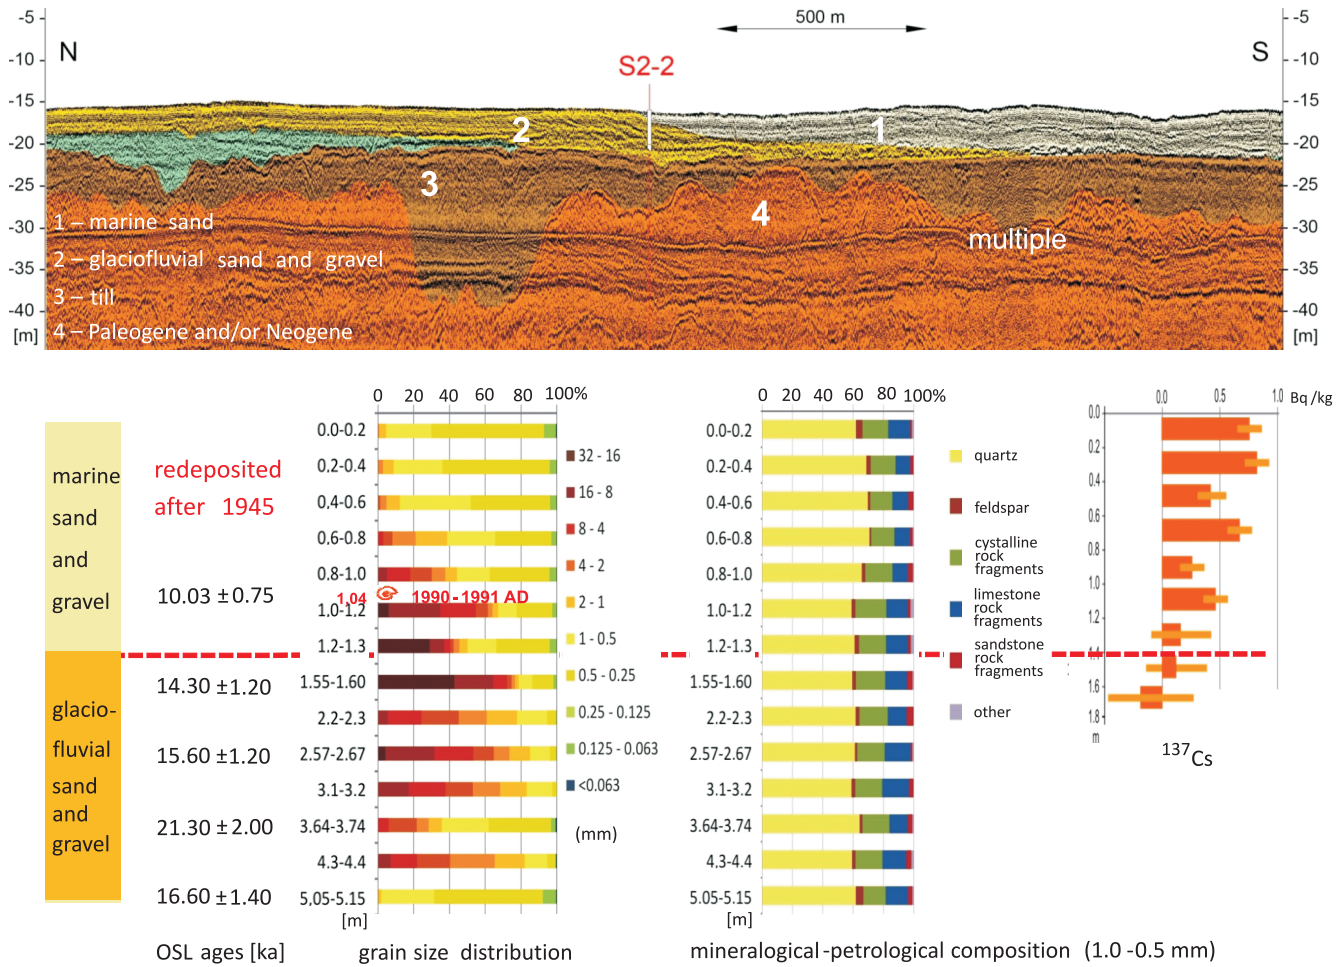 -5
-10
-15
-20
-25
-30
-35
-40
[m]
N
S2-2
500 m
S
-5
-10
-15
-20
-25
-30
-35
-40
[m]
1
2
3
4
multiple
1 – marine sand
2 – glaciofluvial sand and gravel
3 – till
4 – Paleogene and/or Neogene
marine
sand
and
gravel
glacio-
fluvial
sand
and
gravel
redeposited
after 1945
10.03 ± 0.75
14.30 ± 1.20
15.60 ± 1.20
21.30 ± 2.00
16.60 ± 1.40
OSL ages [ka]
0 20 40 60 80 100%
0.0-0.2
0.2-0.4
0.4-0.6
0.6-0.8
0.8-1.0
1.04 1990-1991 AD
1.0-1.2
1.2-1.3
1.55-1.60
2.2-2.3
2.57-2.67
3.1-3.2
3.64-3.74
4.3-4.4
5.05-5.15
[m]
grain size distribution
32 - 16
16 - 8
8 - 4
4 - 2
2 - 1
1 - 0.5
0.5 - 0.25
0.25 - 0.125
0.125 - 0.063
<0.063
(mm)
0 20 40 60 80 100%
0.0-0.2
0.2-0.4
0.4-0.6
0.6-0.8
0.8-1.0
1.0-1.2
1.2-1.3
1.55-1.60
2.2-2.3
2.57-2.67
3.1-3.2
3.64-3.74
4.3-4.4
5.05-5.15
[m]
mineralogical-petrological composition (1.0 -0.5 mm)
quartz
feldspar
cystalline
rock
fragments
limestone
rock
fragments
sandstone
rock
fragments
other
0.0 0.5 1.0 Bq /kg
0.0
0.2
0.4
0.6
0.8
1.0
1.2
1.4
1.6
1.8
m
137Cs